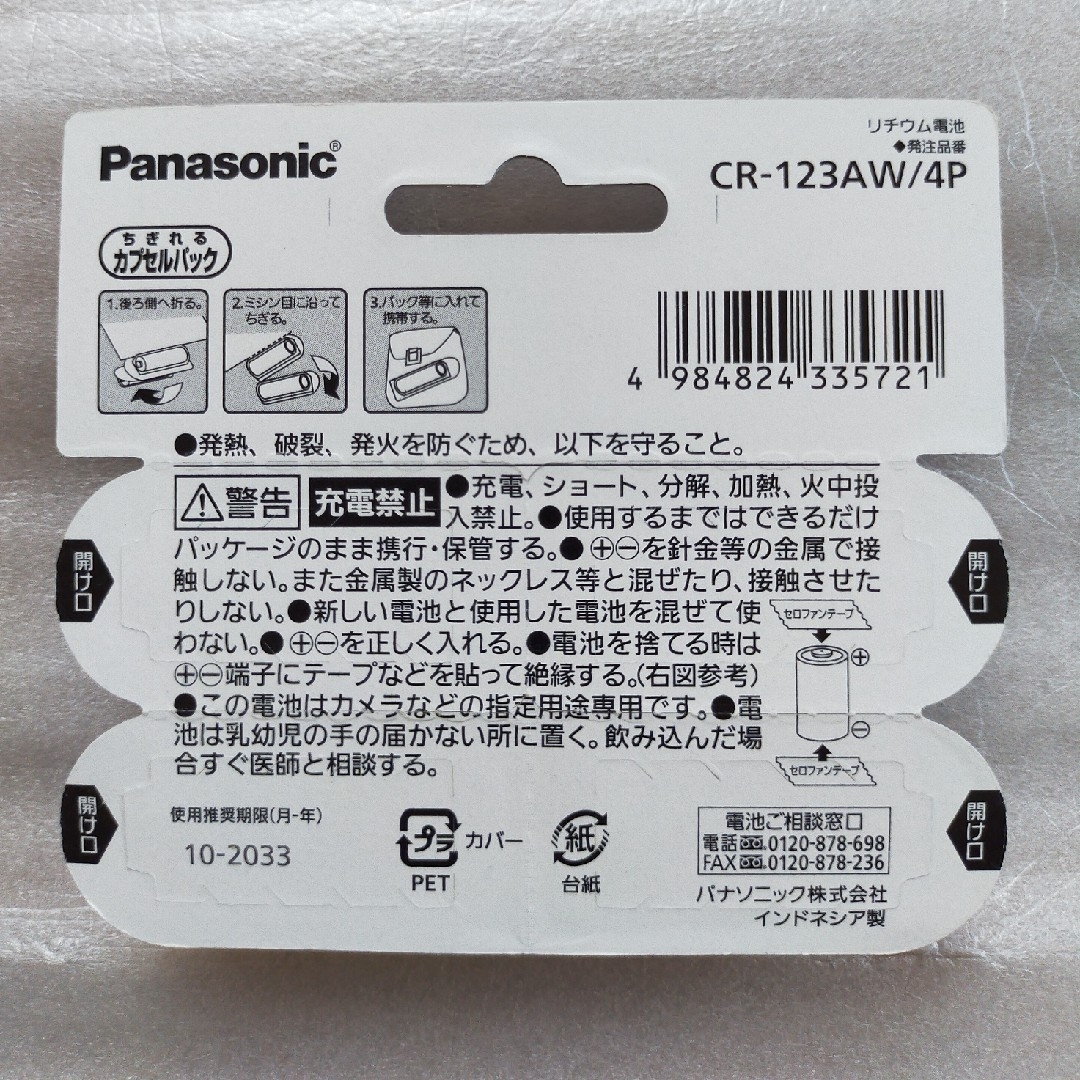 Panasonic®
リチウム電池
◆発注品番
CR-123AW/4P
ちぎれる
カプセルパック
1.後ろ側へ折る。
2.ミシン目に沿って
ちぎる。
3.バック等に入れて
携帯する。
4 984824 335721
●発熱、破裂、発火を防ぐため、以下を守ること。
警告 充電禁止 ●充電、ショート、分解、加熱、火中投
入禁止。●使用するまではできるだけ
パッケージのまま携行・保管する。●⊕⊖を針金等の金属で接
触しない。また金属製のネックレス等と混ぜたり、接触させた
りしない。●新しい電池と使用した電池を混ぜて使
わない。●⊕⊖を正しく入れる。●電池を捨てる時は
⊕⊖端子にテープなどを貼って絶縁する。(右図参考)
●この電池はカメラなどの指定用途専用です。●電
池は乳幼児の手の届かない所に置く。飲み込んだ場
合すぐ医師と相談する。
セロファンテープ
⊕
⊖
セロファンテープ
開け口
開け口
開け口
開け口
使用推奨期限(月-年)
10-2033
プラ カバー
PET
紙
台紙
電池ご相談窓口
電話 0120-878-698
FAX 0120-878-236
パナソニック株式会社
インドネシア製